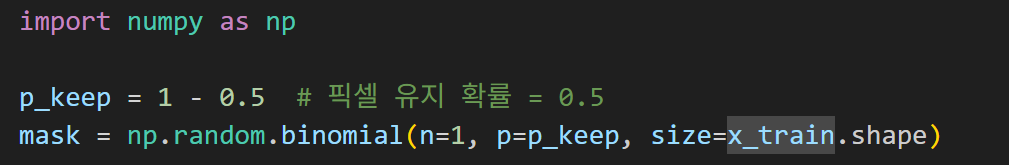 import numpy as np
p_keep = 1 - 0.5  # 픽셀 유지 확률 = 0.5
mask = np.random.binomial(n=1, p=p_keep, size=x_train.shape)